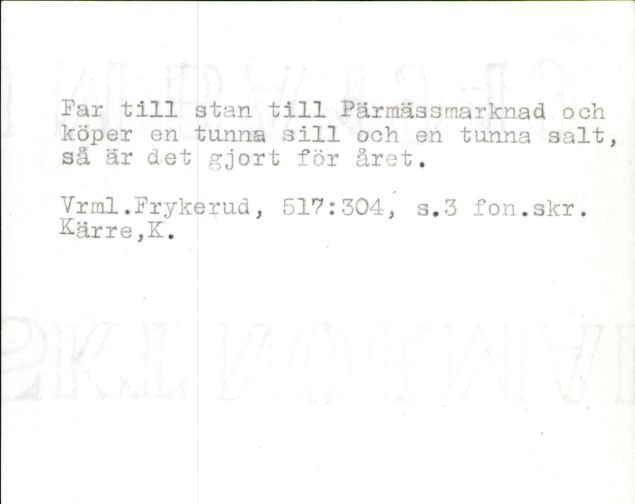 Far till stan till Pärmässmarknad och
köper en tunna sill och en tunna salt,
så är det gjort för året.
Vrml.Frykerud, 517:304, s.3 fon.skr.
Kärre,K.